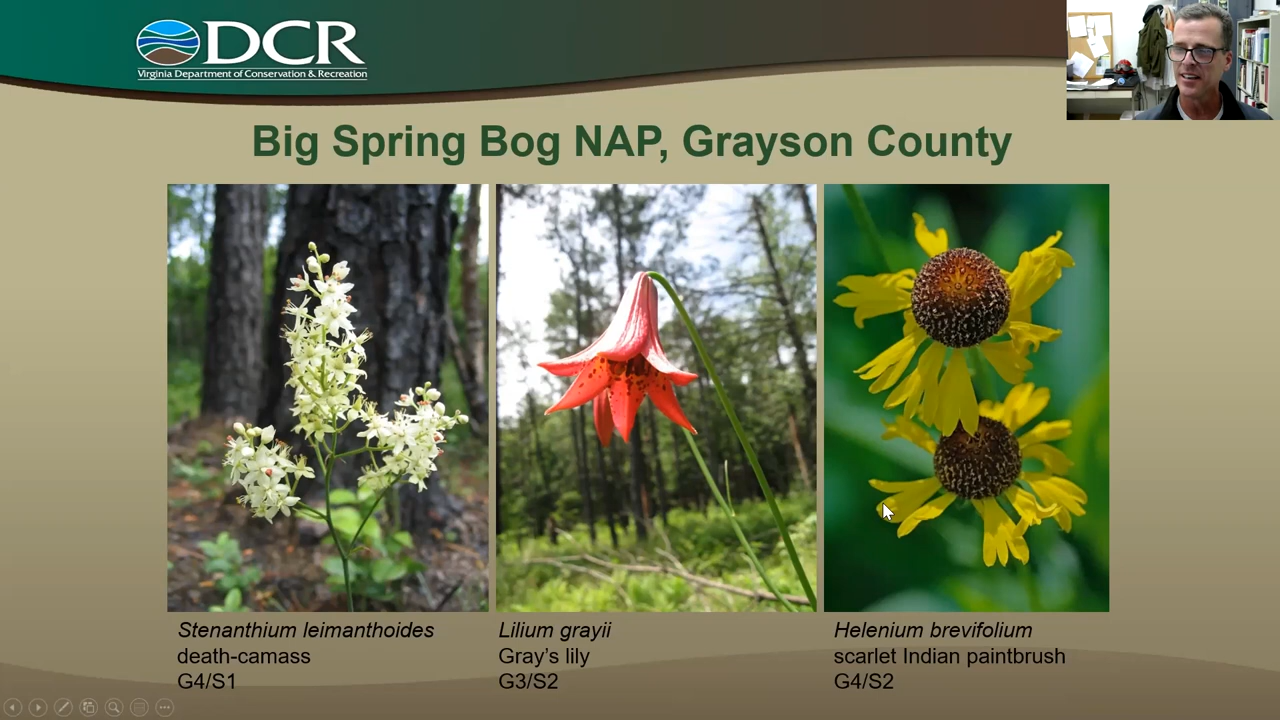 DCR
Virginia Department of Conservation & Recreation
Big Spring Bog NAP, Grayson County
Stenanthium leimanthoides
death-camass
G4/S1
Lilium grayii
Gray's lily
G3/S2
Helenium brevifolium
scarlet Indian paintbrush
G4/S2